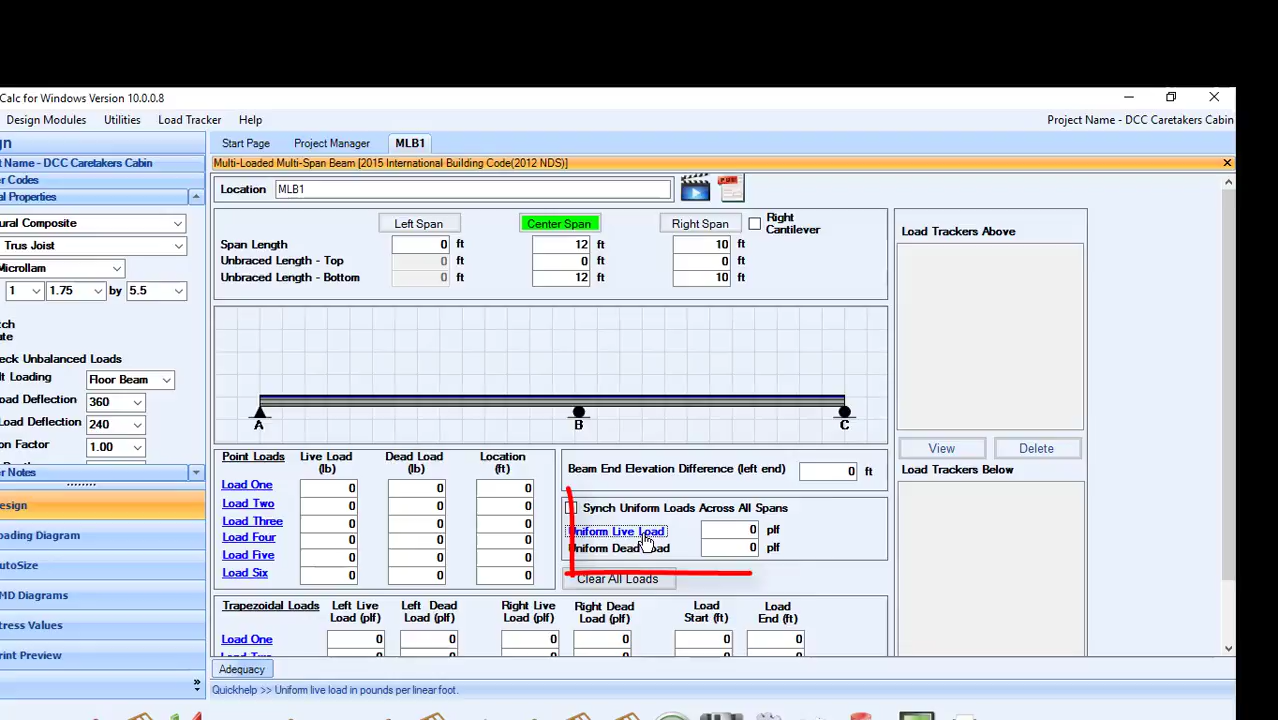 Calc for Windows Version 10.0.0.8
Design Modules Utilities Load Tracker Help
Project Name - DCC Caretakers Cabin
gn
Start Page Project Manager MLB1
t Name - DCC Caretakers Cabin
Multi-Loaded Multi-Span Beam [2015 International Building Code(2012 NDS)]
er Codes
al Properties
Location MLB1
ural Composite
Trus Joist
Microllam
1 1.75 by 5.5
Left Span Center Span Right Span Right Cantilever
Span Length 0 ft 12 ft 10 ft
Unbraced Length - Top 0 ft 0 ft 0 ft
Unbraced Length - Bottom 0 ft 12 ft 10 ft
Load Trackers Above
tch
te
eck Unbalanced Loads
lt Loading Floor Beam
oad Deflection 360
Load Deflection 240
on Factor 1.00
A B C
View Delete
Load Trackers Below
er Notes
esign
oading Diagram
utoSize
MD Diagrams
tress Values
rint Preview
Point Loads Live Load (lb) Dead Load (lb) Location (ft)
Load One 0 0 0
Load Two 0 0 0
Load Three 0 0 0
Load Four 0 0 0
Load Five 0 0 0
Load Six 0 0 0
Beam End Elevation Difference (left end) 0 ft
Synch Uniform Loads Across All Spans
Uniform Live Load 0 plf
Uniform Dead Load 0 plf
Clear All Loads
Trapezoidal Loads Left Live Load (plf) Left Dead Load (plf) Right Live Load (plf) Right Dead Load (plf) Load Start (ft) Load End (ft)
Load One 0 0 0 0 0 0
Adequacy
Quickhelp >> Uniform live load in pounds per linear foot.